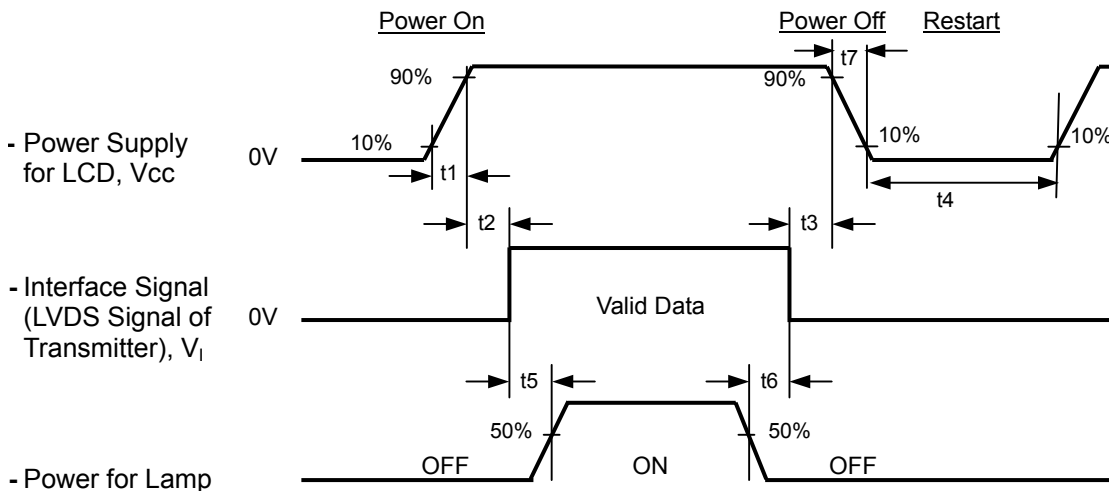 Power On
Power Off
Restart
t7
90%
90%
10%
10%
10%
- Power Supply
for LCD, Vcc
0V
t1
t4
t2
t3
- Interface Signal
(LVDS Signal of
Transmitter), VI
0V
Valid Data
t5
t6
50%
50%
OFF
ON
OFF
- Power for Lamp